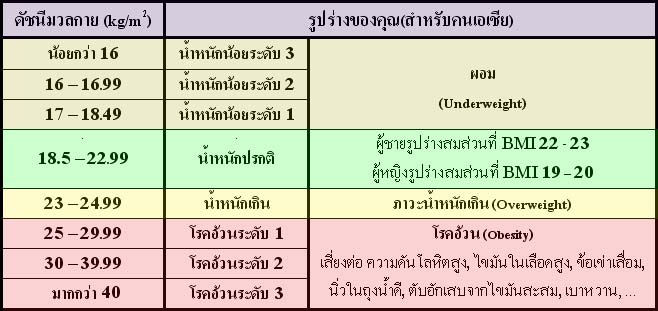 ดัชนีมวลกาย (kg/m²) รูปร่างของคุณ(สำหรับคนเอเซีย)
น้อยกว่า 16 น้ำหนักน้อยระดับ 3
16 – 16.99 น้ำหนักน้อยระดับ 2
17 – 18.49 น้ำหนักน้อยระดับ 1
ผอม
(Underweight)
18.5 – 22.99 น้ำหนักปรกติ
ผู้ชายรูปร่างสมส่วนที่ BMI 22 - 23
ผู้หญิงรูปร่างสมส่วนที่ BMI 19 – 20
23 – 24.99 น้ำหนักเกิน ภาวะน้ำหนักเกิน (Overweight)
25 – 29.99 โรคอ้วนระดับ 1 โรคอ้วน (Obesity)
30 – 39.99 โรคอ้วนระดับ 2 เสี่ยงต่อ ความดันโลหิตสูง, ไขมันในเลือดสูง, ข้อเข่าเสื่อม,
มากกว่า 40 โรคอ้วนระดับ 3 นิ่วในถุงน้ำดี, ตับอักเสบจากไขมันสะสม, เบาหวาน, ...